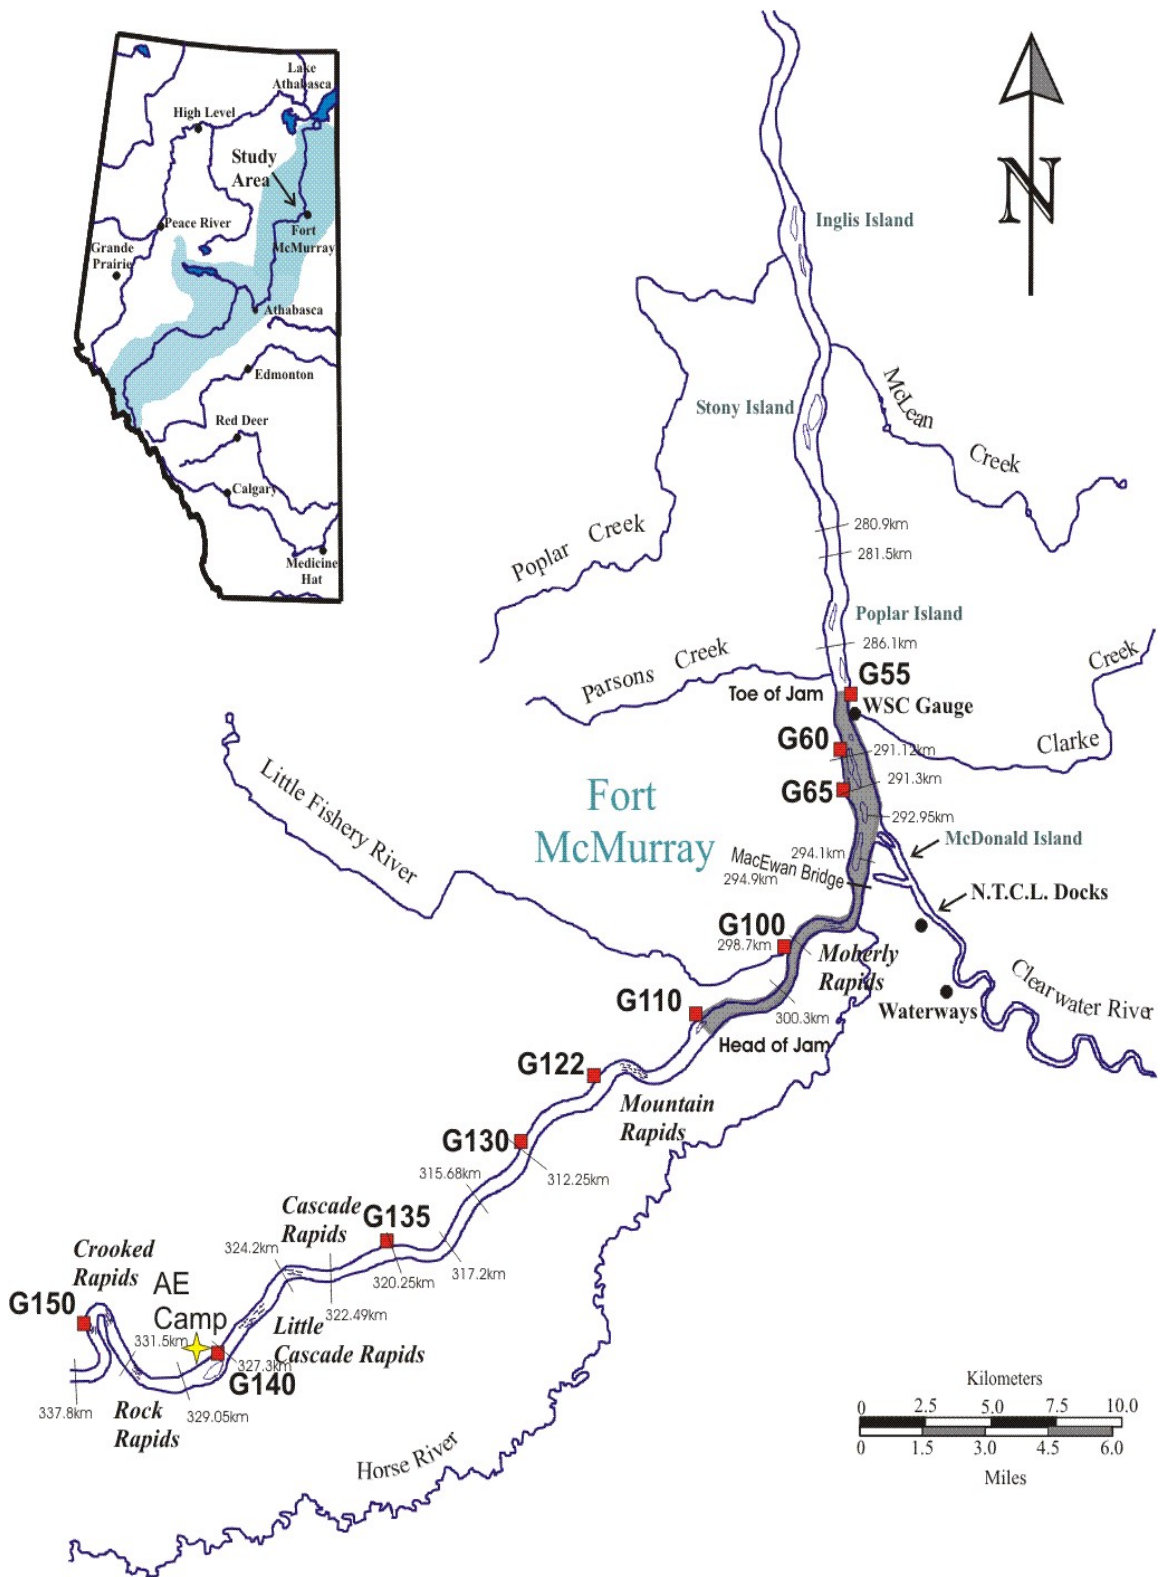 Lake
Athabasca
High Level
Study
Area
Peace River
Fort
McMurray
Grande
Prairie
Athabasca
Edmonton
Red Deer
Calgary
Medicine
Hat
N
Inglis Island
McLean Creek
Stony Island
280.9km
281.5km
Poplar Creek
Poplar Island
286.1km
Parsons Creek
G55
Toe of Jam
WSC Gauge
Clarke Creek
G60
291.12km
G65
291.3km
292.95km
Little Fishery River
Fort
McMurray
McDonald Island
294.1km
MacEwan Bridge
294.9km
N.T.C.L. Docks
G100
298.7km
Moberly
Rapids
Clearwater River
Waterways
G110
300.3km
Head of Jam
G122
Mountain
Rapids
G130
312.25km
315.68km
Cascade
Rapids
G135
317.2km
320.25km
324.2km
322.49km
Crooked
Rapids
AE
Camp
G150
331.5km
Little
Cascade Rapids
327.3km
G140
337.8km
329.05km
Rock
Rapids
Horse River
Kilometers
0 2.5 5.0 7.5 10.0
0 1.5 3.0 4.5 6.0
Miles